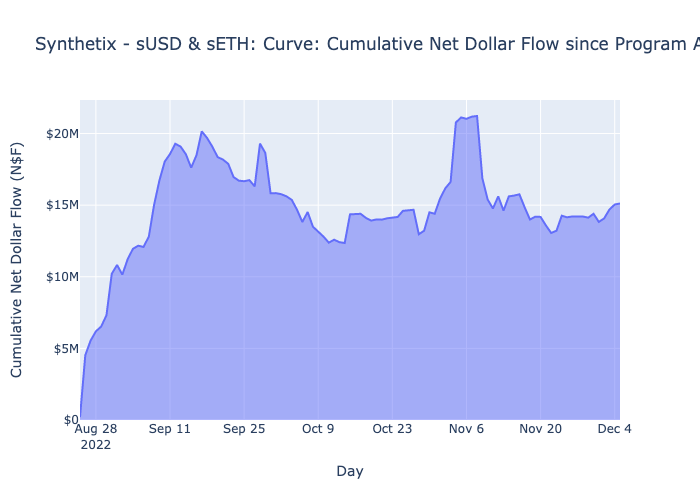 Synthetix - sUSD & sETH: Curve: Cumulative Net Dollar Flow since Program
Cumulative Net Dollar Flow (N$F)
$20M
$15M
$10M
$5M
$0
Aug 28
2022
Sep 11
Sep 25
Oct 9
Oct 23
Nov 6
Nov 20
Dec 4
Day